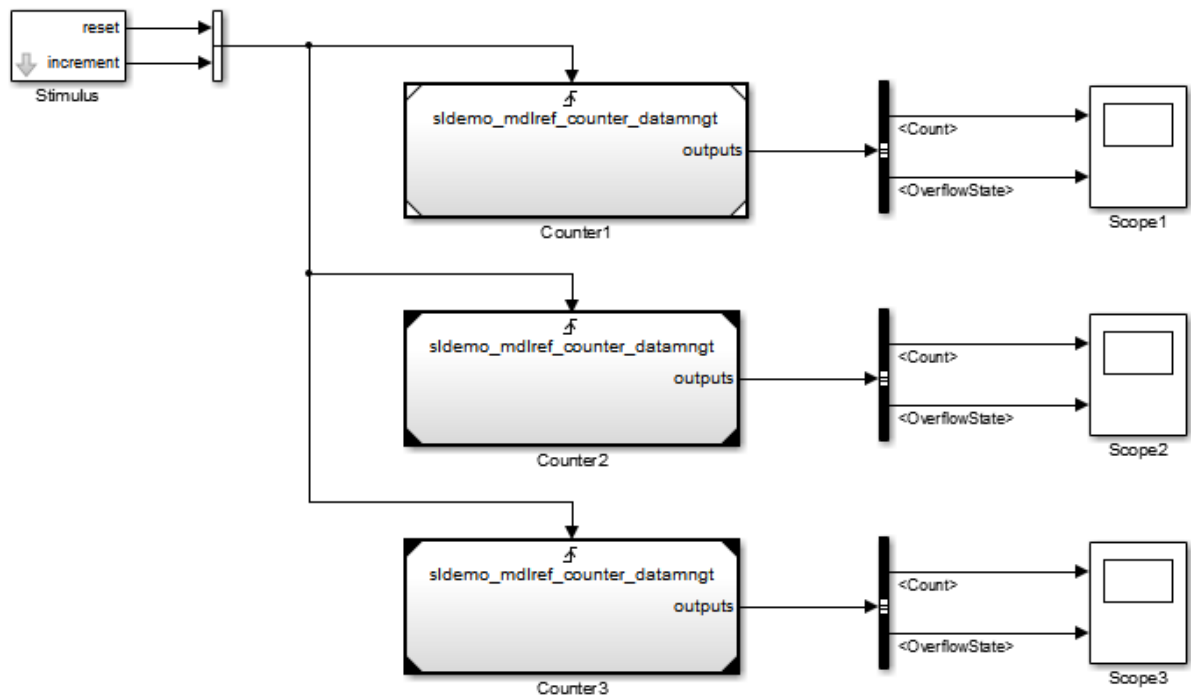 reset
increment
Stimulus
sldemo_mdlref_counter_datamngt
outputs
Counter1
<Count>
<OverflowState>
Scope1
sldemo_mdlref_counter_datamngt
outputs
Counter2
<Count>
<OverflowState>
Scope2
sldemo_mdlref_counter_datamngt
outputs
Counter3
<Count>
<OverflowState>
Scope3